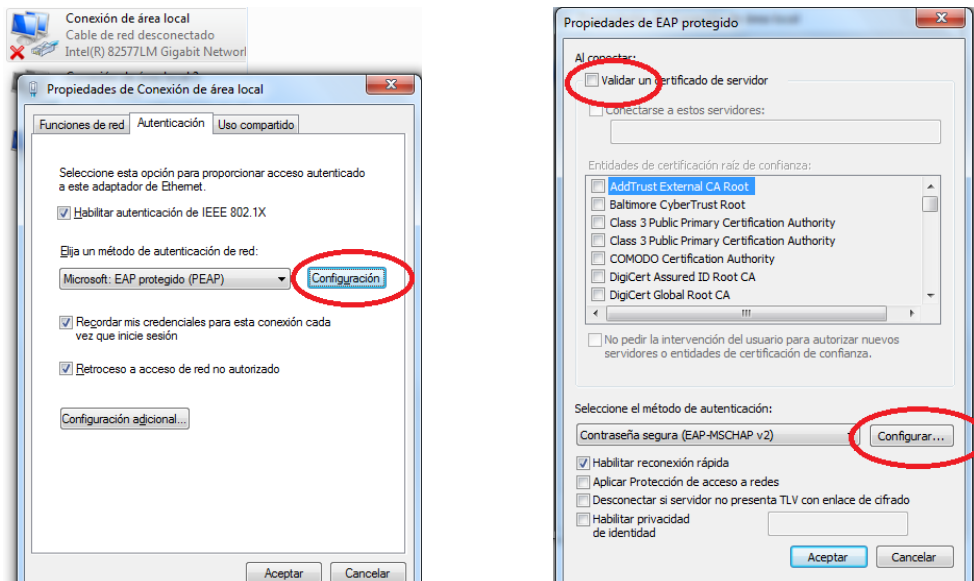 Conexión de área local
Cable de red desconectado
Intel(R) 82577LM Gigabit Network
Propiedades de Conexión de área local
Funciones de red
Autenticación
Uso compartido
Seleccione esta opción para proporcionar acceso autenticado
a este adaptador de Ethernet.
Habilitar autenticación de IEEE 802.1X
Elija un método de autenticación de red:
Microsoft: EAP protegido (PEAP)
Configuración
Recordar mis credenciales para esta conexión cada
vez que inicie sesión
Retroceso a acceso de red no autorizado
Configuración adicional...
Aceptar
Cancelar
Propiedades de EAP protegido
Al conectar:
Validar un certificado de servidor
Conectarse a estos servidores:
Entidades de certificación raíz de confianza:
AddTrust External CA Root
Baltimore CyberTrust Root
Class 3 Public Primary Certification Authority
Class 3 Public Primary Certification Authority
COMODO Certification Authority
DigiCert Assured ID Root CA
DigiCert Global Root CA
No pedir la intervención del usuario para autorizar nuevos
servidores o entidades de certificación de confianza.
Seleccione el método de autenticación:
Contraseña segura (EAP-MSCHAP v2)
Configurar...
Habilitar reconexión rápida
Aplicar Protección de acceso a redes
Desconectar si servidor no presenta TLV con enlace de cifrado
Habilitar privacidad
de identidad
Aceptar
Cancelar